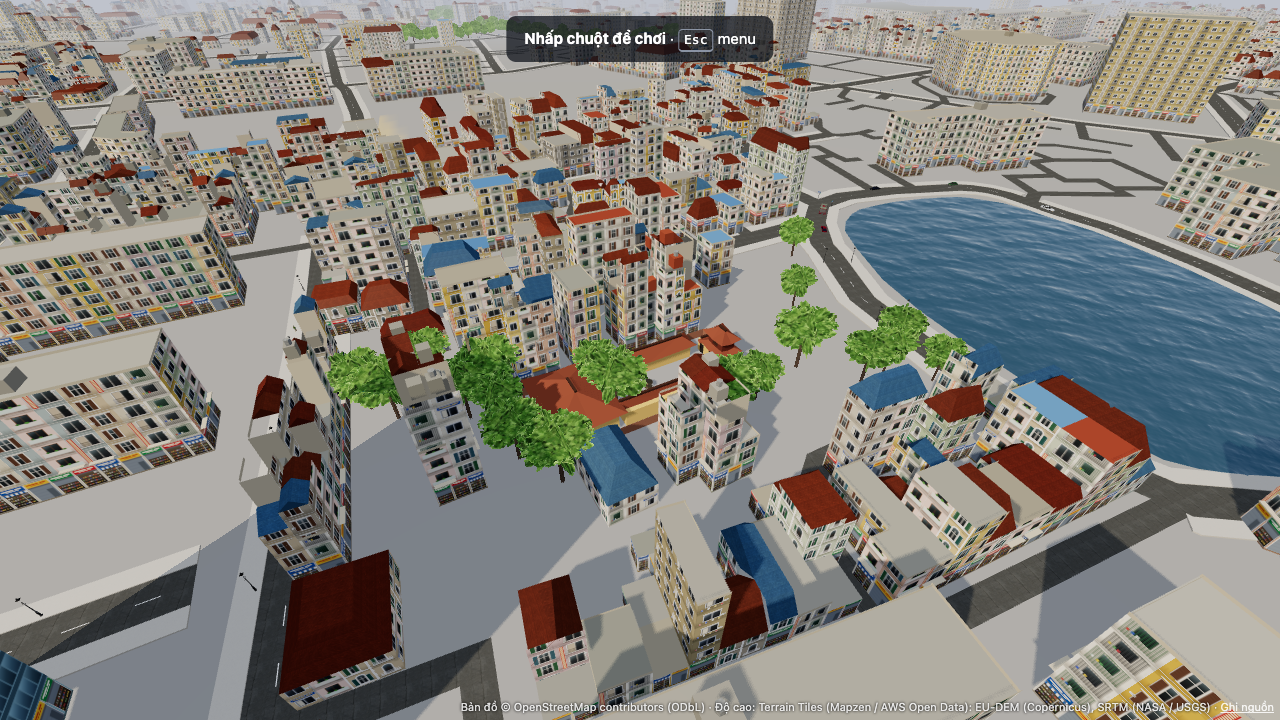 Nhấp chuột để chơi · Esc menu
Bản đồ © OpenStreetMap contributors (ODbL) · Độ cao: Terrain Tiles (Mapzen / AWS Open Data): EU-DEM (Copernicus), SRTM (NASA / USGS) · Ghi nguồn